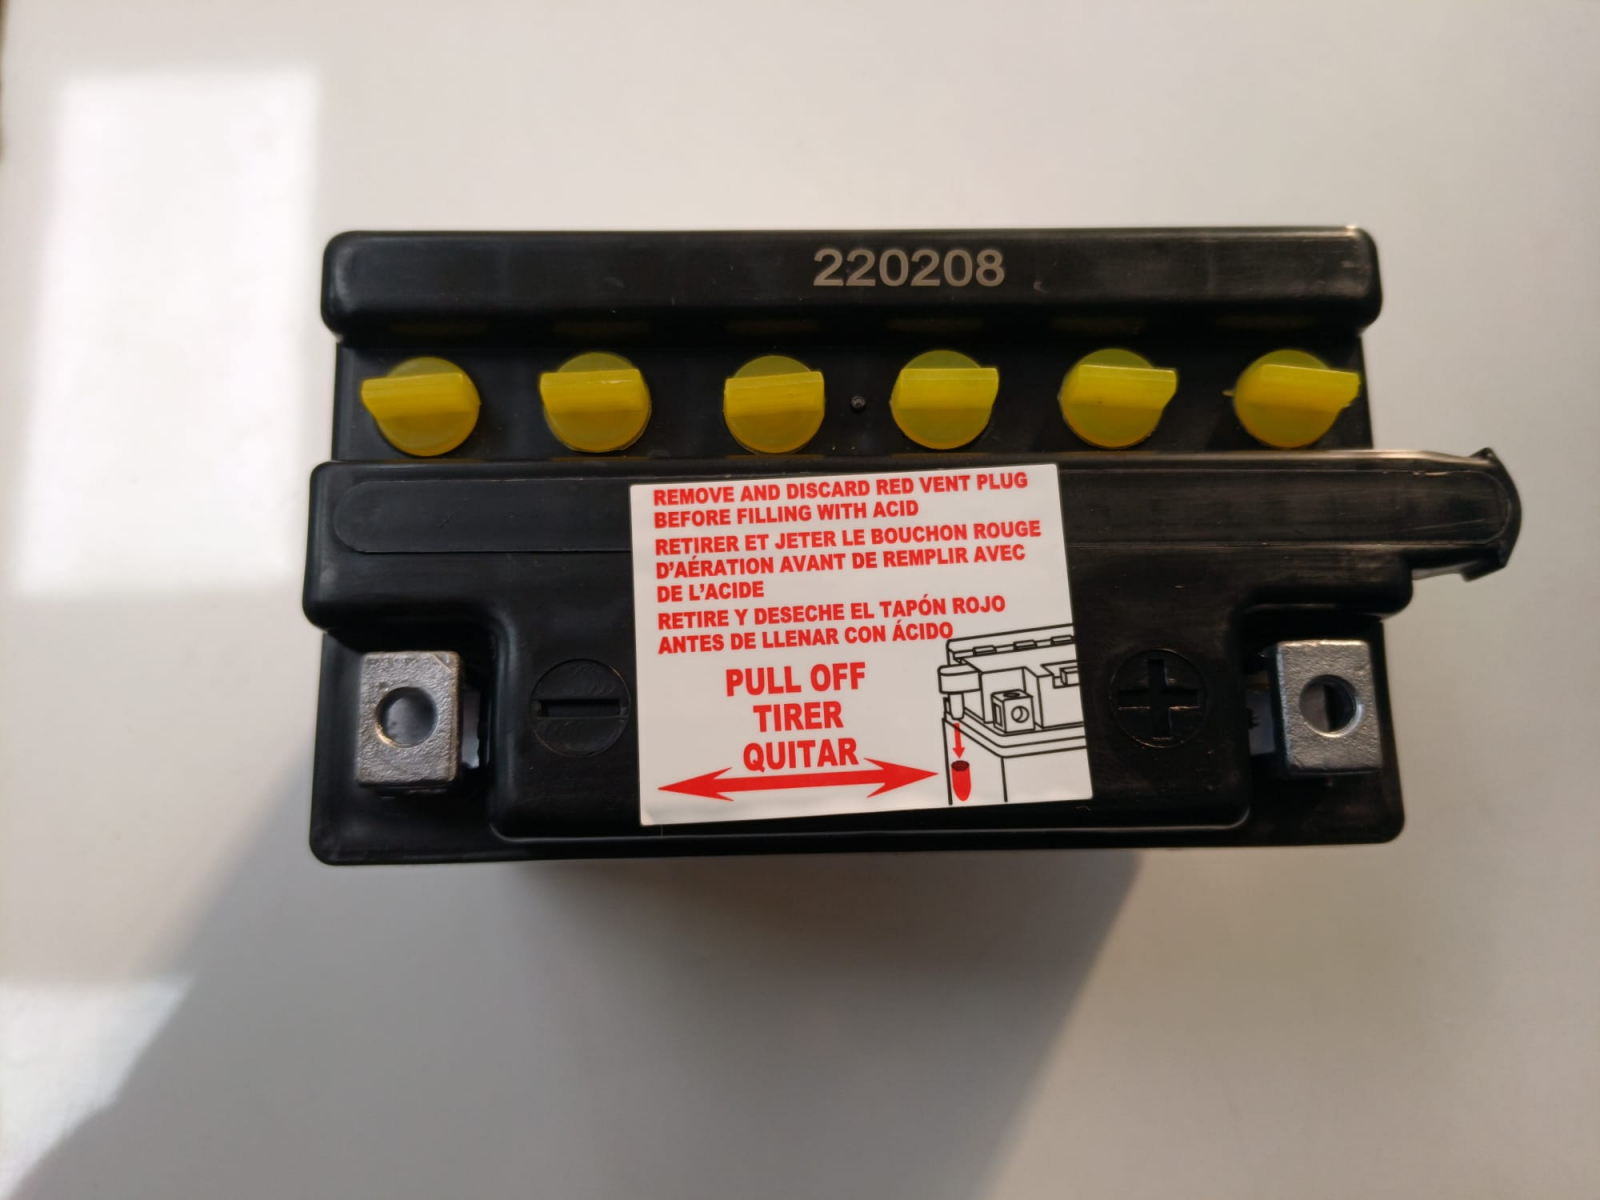 220208
REMOVE AND DISCARD RED VENT PLUG
BEFORE FILLING WITH ACID
RETIRER ET JETER LE BOUCHON ROUGE
D'AÉRATION AVANT DE REMPLIR AVEC
DE L'ACIDE
RETIRE Y DESECHE EL TAPÓN ROJO
ANTES DE LLENAR CON ÁCIDO
PULL OFF
TIRER
QUITAR